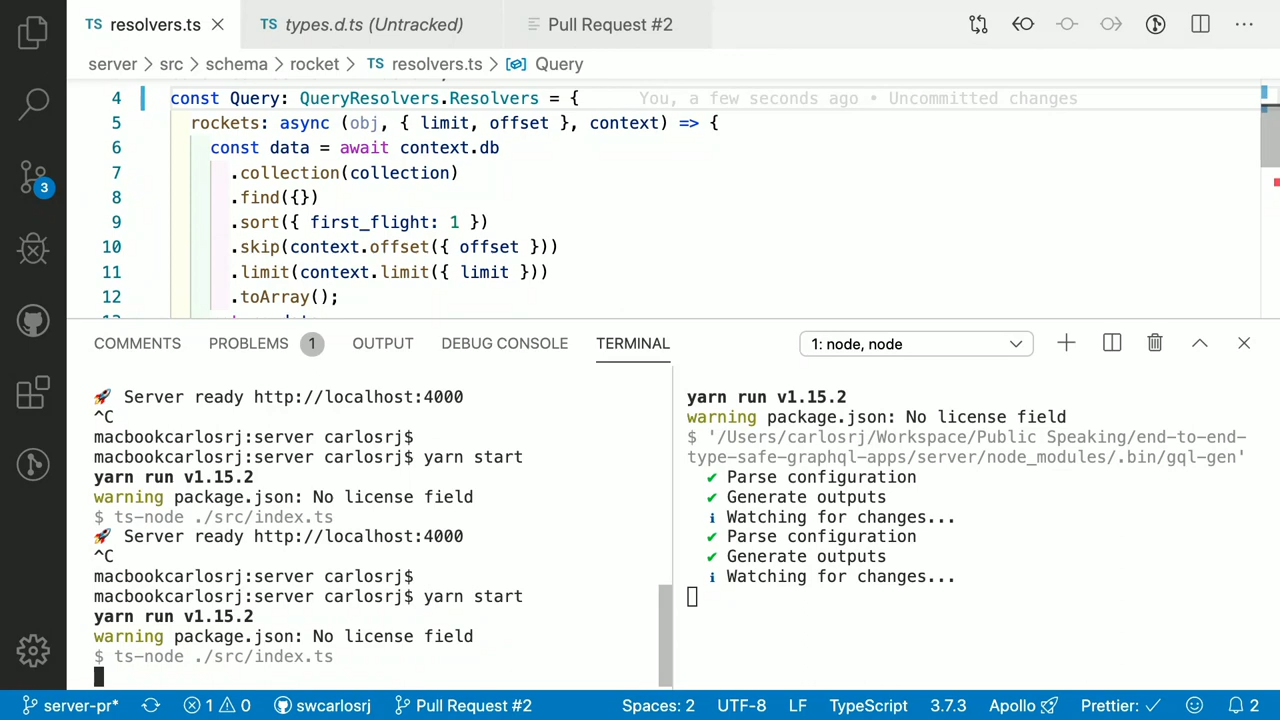 TS resolvers.ts TS types.d.ts (Untracked) Pull Request #2
server > src > schema > rocket > TS resolvers.ts > Query
4 const Query: QueryResolvers.Resolvers = { You, a few seconds ago • Uncommitted changes
5 rockets: async (obj, { limit, offset }, context) => {
6 const data = await context.db
7 .collection(collection)
8 .find({})
9 .sort({ first_flight: 1 })
10 .skip(context.offset({ offset }))
11 .limit(context.limit({ limit }))
12 .toArray();
3
COMMENTS PROBLEMS 1 OUTPUT DEBUG CONSOLE TERMINAL 1: node, node
🚀 Server ready http://localhost:4000
^C
macbookcarlosrj:server carlosrj$
macbookcarlosrj:server carlosrj$ yarn start
yarn run v1.15.2
warning package.json: No license field
$ ts-node ./src/index.ts
🚀 Server ready http://localhost:4000
^C
macbookcarlosrj:server carlosrj$
macbookcarlosrj:server carlosrj$ yarn start
yarn run v1.15.2
warning package.json: No license field
$ ts-node ./src/index.ts
yarn run v1.15.2
warning package.json: No license field
$ '/Users/carlosrj/Workspace/Public Speaking/end-to-end-
type-safe-graphql-apps/server/node_modules/.bin/gql-gen'
✔ Parse configuration
✔ Generate outputs
ℹ Watching for changes...
✔ Parse configuration
✔ Generate outputs
ℹ Watching for changes...
server-pr* 1 0 swcarlosrj Pull Request #2 Spaces: 2 UTF-8 LF TypeScript 3.7.3 Apollo 🚀 Prettier: ✓ 2